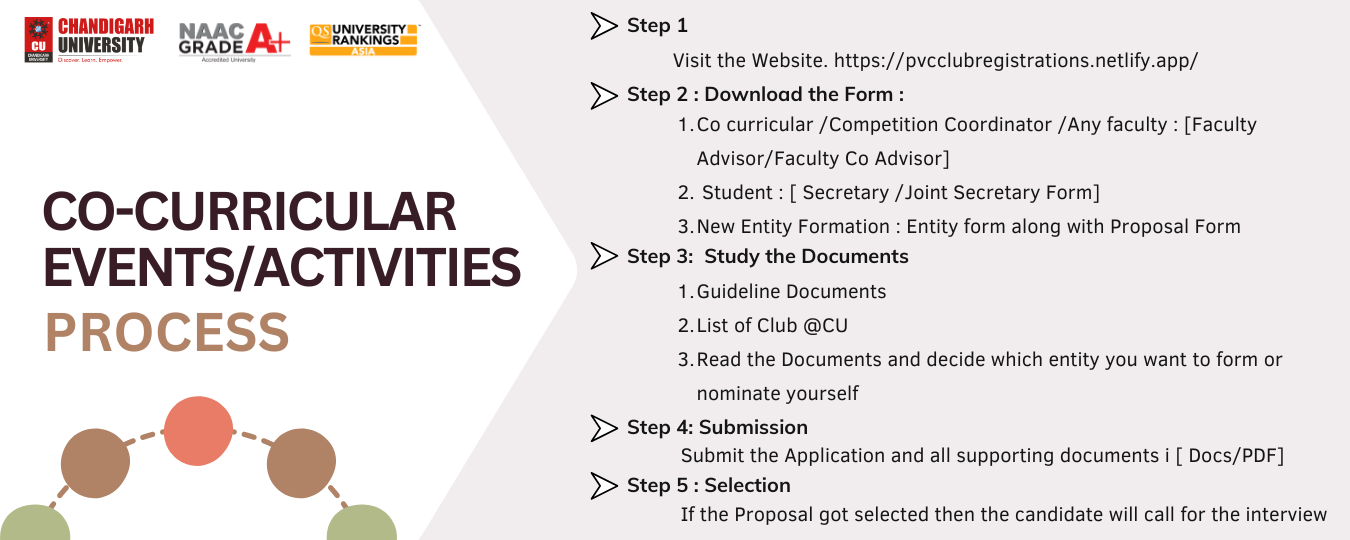 CHANDIGARH
UNIVERSITY
Discover. Learn. Empower.
CU
CHANDIGARH
UNIVERSITY
NAAC
GRADE A+
Accredited University
QS UNIVERSITY
RANKINGS
ASIA
CO-CURRICULAR
EVENTS/ACTIVITIES
PROCESS
Step 1
Visit the Website. https://pvcclubregistrations.netlify.app/
Step 2 : Download the Form :
1. Co curricular /Competition Coordinator /Any faculty : [Faculty
Advisor/Faculty Co Advisor]
2. Student : [ Secretary /Joint Secretary Form]
3. New Entity Formation : Entity form along with Proposal Form
Step 3: Study the Documents
1. Guideline Documents
2. List of Club @CU
3. Read the Documents and decide which entity you want to form or
nominate yourself
Step 4: Submission
Submit the Application and all supporting documents i [ Docs/PDF]
Step 5 : Selection
If the Proposal got selected then the candidate will call for the interview